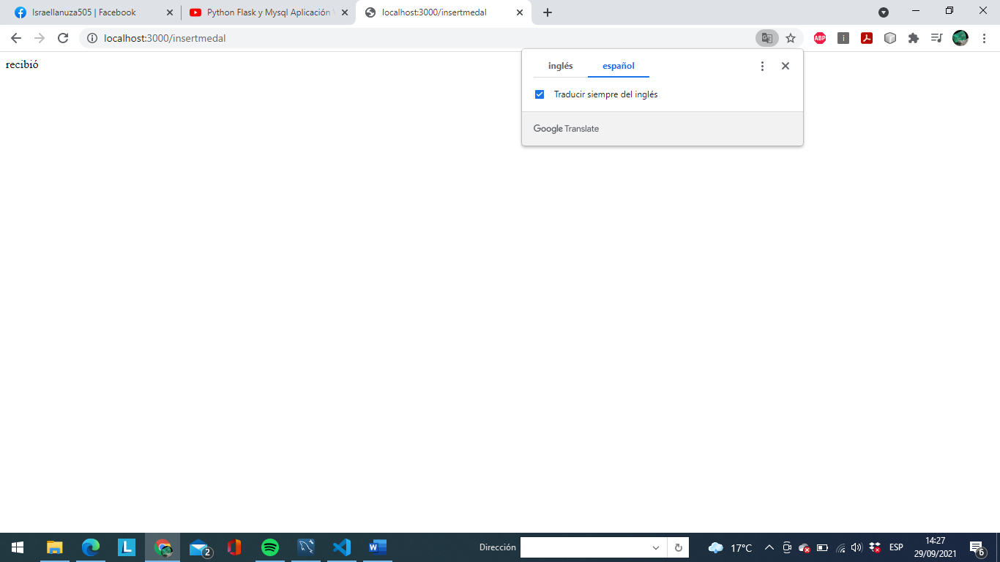 Israellanuza505 | Facebook
Python Flask y Mysql Aplicación
localhost:3000/insertmedal
localhost:3000/insertmedal
ABP
i
recibió
inglés
español
Traducir siempre del inglés
Google Translate
L
2
W
Dirección
17°C
ESP
14:27
29/09/2021
6